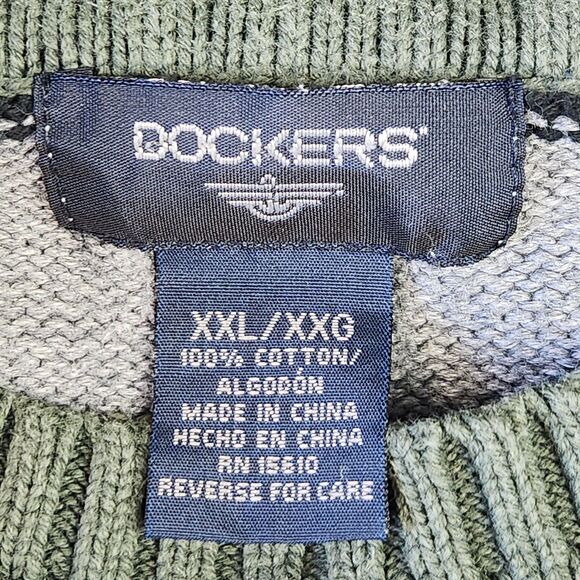 DOCKERS®
XXL/XXG
100% COTTON/
ALGODÓN
MADE IN CHINA
HECHO EN CHINA
RN 15610
REVERSE FOR CARE